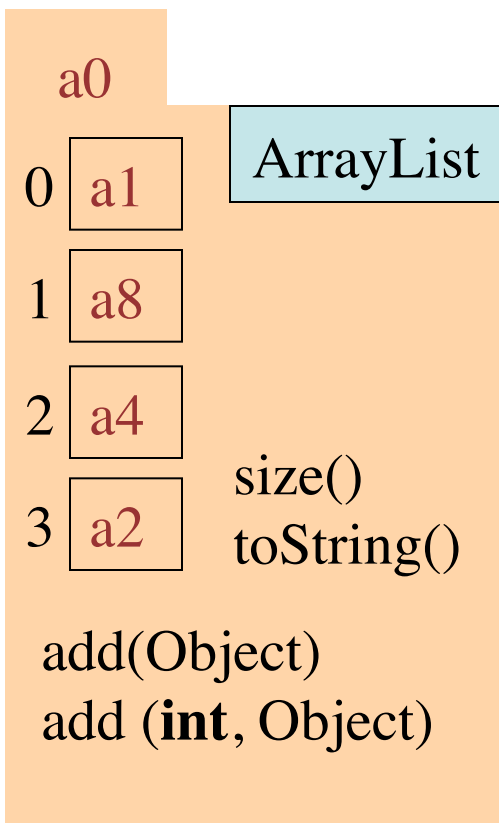 a0
ArrayList
0 a1
1 a8
2 a4
size()
3 a2
toString()
add(Object)
add (int, Object)